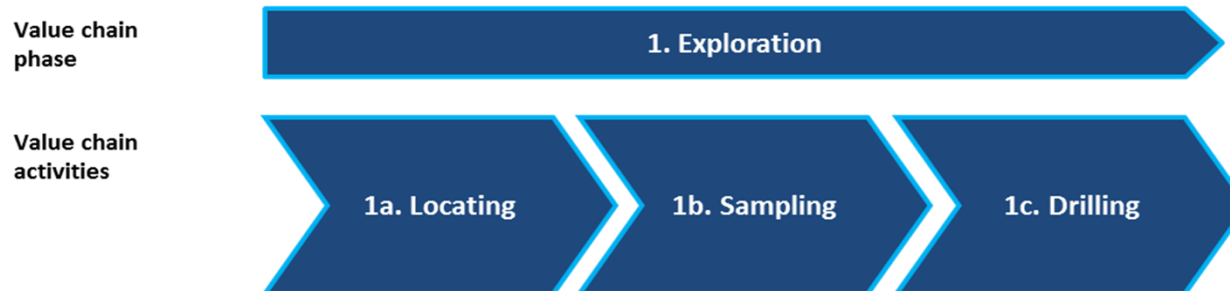 Value chain
phase
1. Exploration
Value chain
activities
1a. Locating
1b. Sampling
1c. Drilling